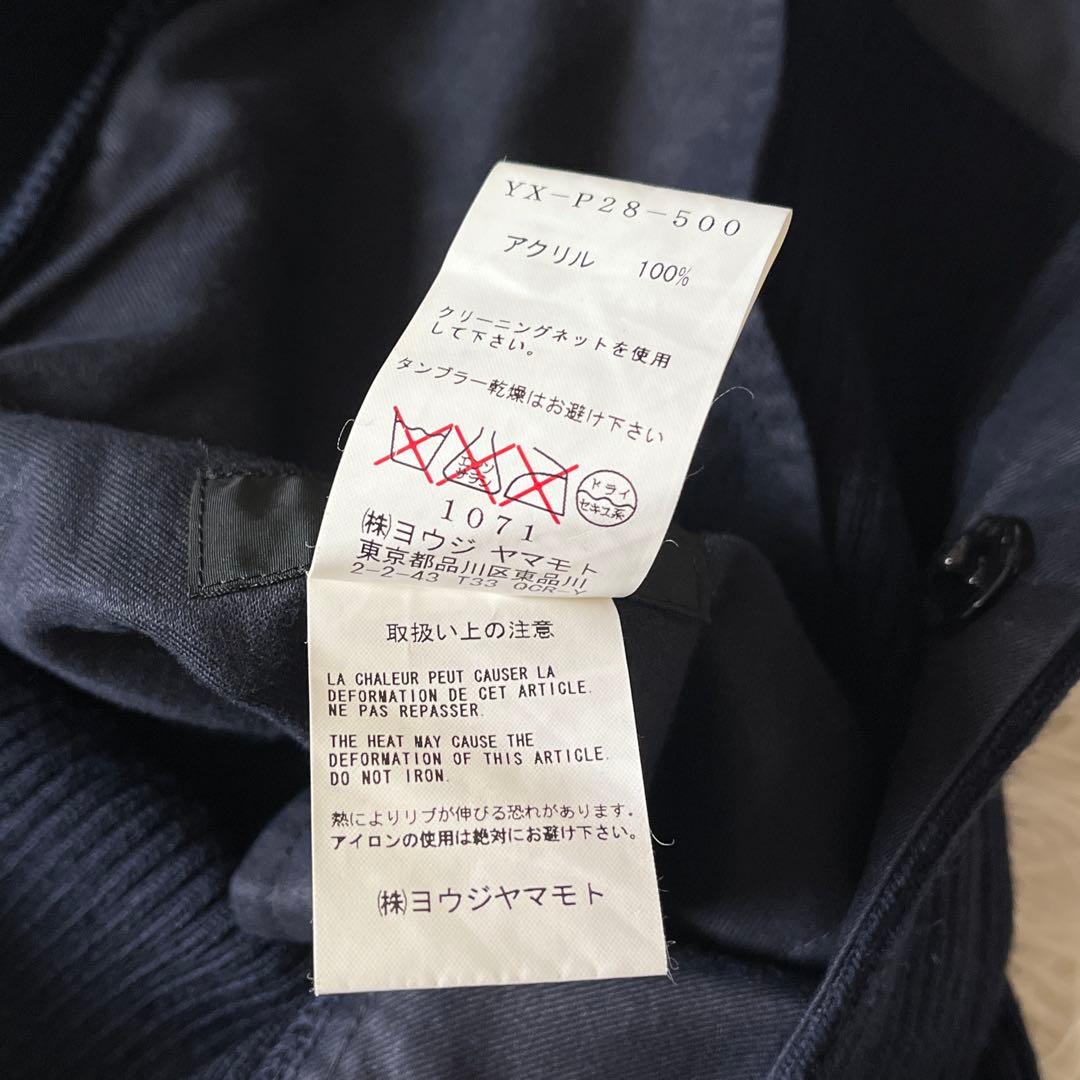 YX-P28-500
アクリル 100%
クリーニングネットを使用
して下さい。
タンブラー乾燥はお避け下さい
エンソ
サラシ
ドライ
セキユ系
1071
㈱ヨウジ ヤマモト
東京都品川区東品川
2-2-43 T33 QCR-Y
取扱い上の注意
LA CHALEUR PEUT CAUSER LA
DEFORMATION DE CET ARTICLE.
NE PAS REPASSER.
THE HEAT MAY CAUSE THE
DEFORMATION OF THIS ARTICLE.
DO NOT IRON.
熱によりリブが伸びる恐れがあります.
アイロンの使用は絶対にお避け下さい。
㈱ヨウジヤマモト